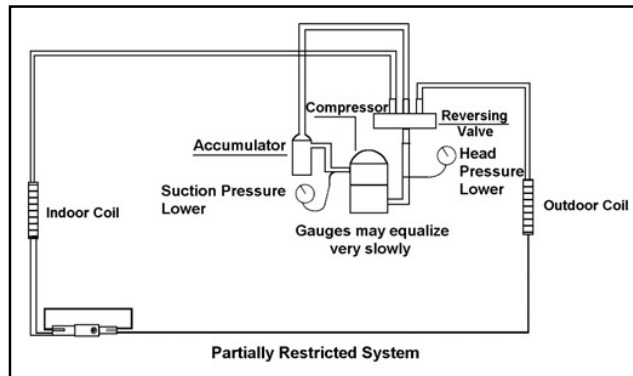 Compressor
Reversing
Valve
Accumulator
Head
Pressure
Lower
Suction Pressure
Lower
Indoor Coil
Outdoor Coil
Gauges may equalize
very slowly
Partially Restricted System